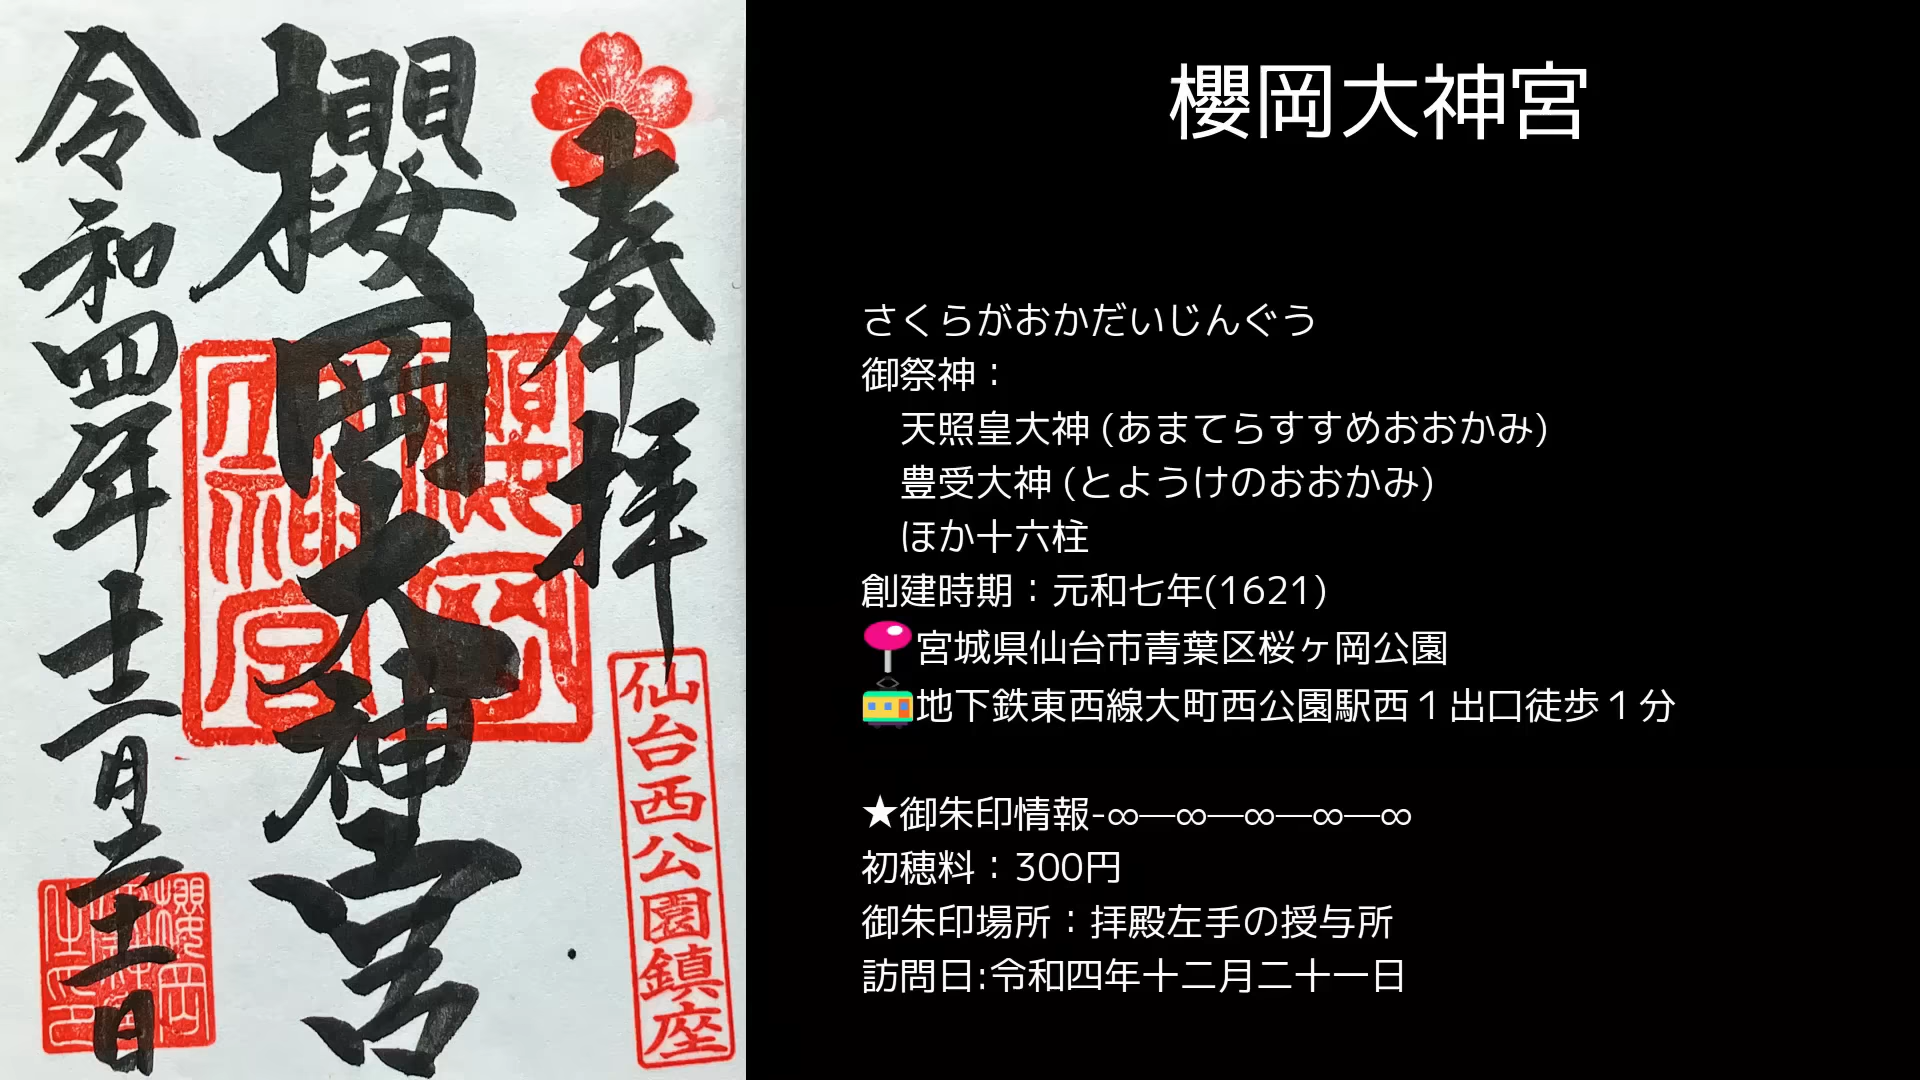 奉拝
櫻岡大神宮
令和四年十二月二十一日
櫻岡
大神宮
仙台西公園鎮座
櫻岡大神宮
さくらがおかだいじんぐう
御祭神：
天照皇大神 (あまてらすすめおおかみ)
豊受大神 (とようけのおおかみ)
ほか十六柱
創建時期：元和七年(1621)
宮城県仙台市青葉区桜ヶ岡公園
地下鉄東西線大町西公園駅西１出口徒歩１分
★御朱印情報-∞—∞—∞—∞—∞
初穂料：300円
御朱印場所：拝殿左手の授与所
訪問日:令和四年十二月二十一日